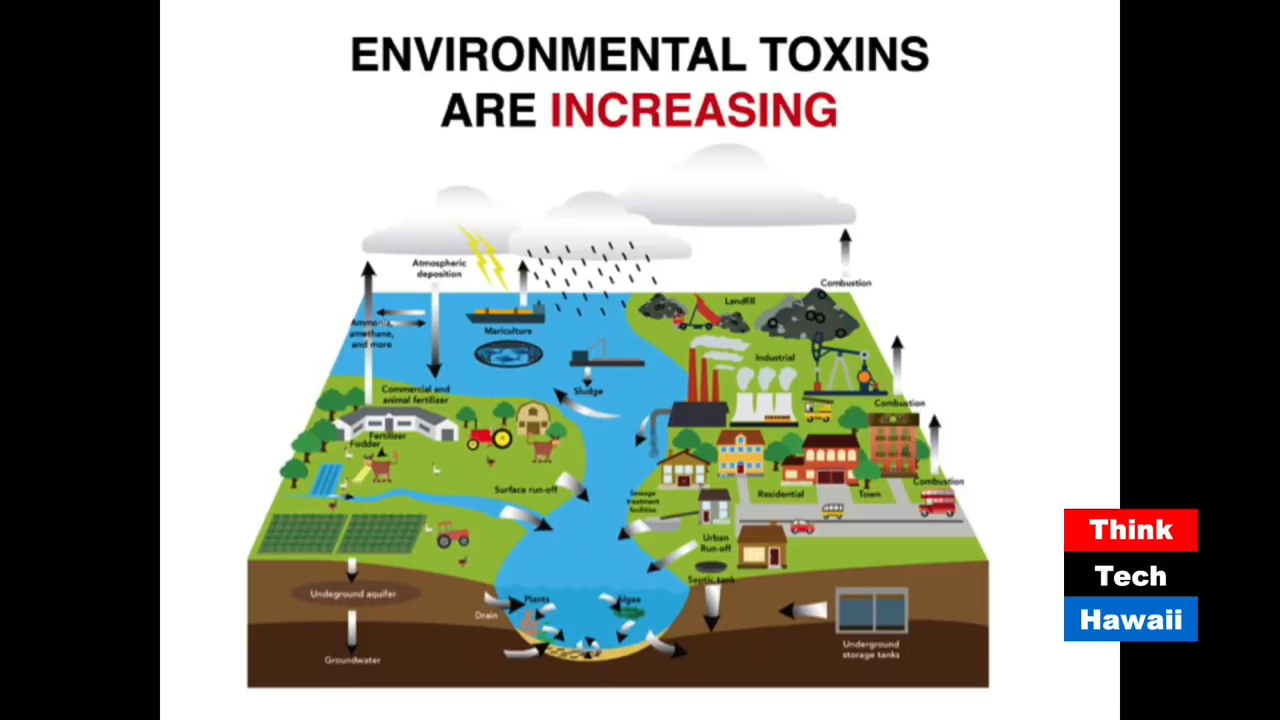 ENVIRONMENTAL TOXINS
ARE INCREASING
Atmospheric
deposition
Combustion
Landfill
Ammonia,
amethane,
and more
Mariculture
Industrial
Sludge
Commercial and
animal fertilizer
Combustion
Fertilizer
Fodder
Surface run-off
Sewage
treatment
facilities
Residential
Town
Combustion
Think
Tech
Hawaii
Urban
Run-off
Septic tank
Undeground aquifer
Plants
Algae
Drain
Groundwater
Underground
storage tanks